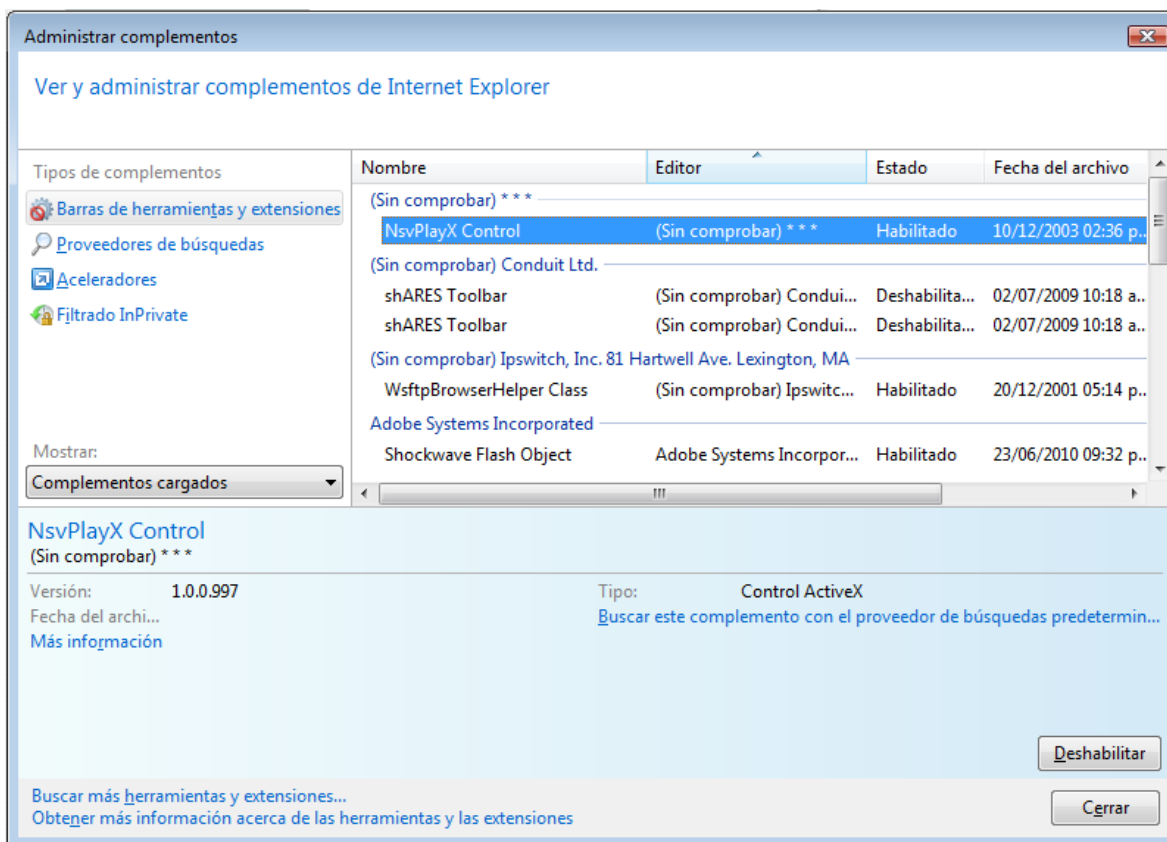 Administrar complementos
Ver y administrar complementos de Internet Explorer
Tipos de complementos
Barras de herramientas y extensiones
Proveedores de búsquedas
Aceleradores
Filtrado InPrivate
Mostrar:
Complementos cargados
Nombre Editor Estado Fecha del archivo
(Sin comprobar) * * *
NsvPlayX Control (Sin comprobar) * * * Habilitado 10/12/2003 02:36 p...
(Sin comprobar) Conduit Ltd.
shARES Toolbar (Sin comprobar) Condui... Deshabilita... 02/07/2009 10:18 a...
shARES Toolbar (Sin comprobar) Condui... Deshabilita... 02/07/2009 10:18 a...
(Sin comprobar) Ipswitch, Inc. 81 Hartwell Ave. Lexington, MA
WsftpBrowserHelper Class (Sin comprobar) Ipswitc... Habilitado 20/12/2001 05:14 p...
Adobe Systems Incorporated
Shockwave Flash Object Adobe Systems Incorpor... Habilitado 23/06/2010 09:32 p...
NsvPlayX Control
(Sin comprobar) * * *
Versión: 1.0.0.997 Tipo: Control ActiveX
Fecha del archi... Buscar este complemento con el proveedor de búsquedas predetermin...
Más información
Deshabilitar
Buscar más herramientas y extensiones...
Obtener más información acerca de las herramientas y las extensiones
Cerrar